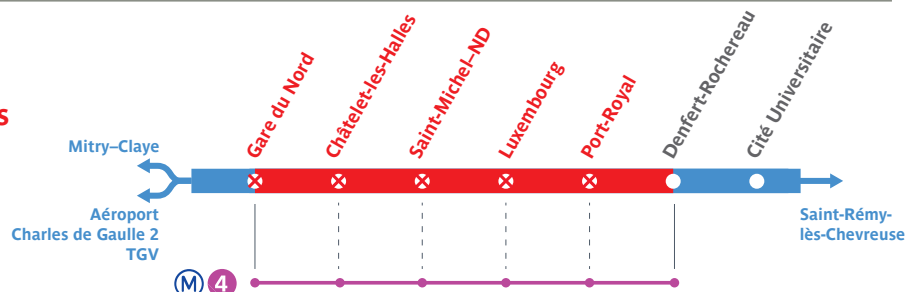 S
Gare du Nord
Châtelet-les-Halles
Saint-Michel–ND
Luxembourg
Port-Royal
Denfert-Rochereau
Cité Universitaire
Mitry–Claye
Aéroport
Charles de Gaulle 2
TGV
Saint-Rémy-
lès-Chevreuse
M 4